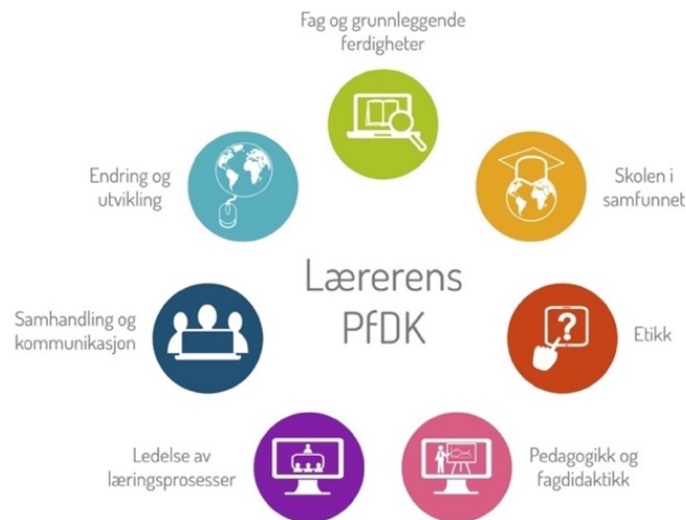 Fag og grunnleggende
ferdigheter
Skolen i
samfunnet
Etikk
Pedagogikk og
fagdidaktikk
Ledelse av
læringsprosesser
Samhandling og
kommunikasjon
Endring og
utvikling
Lærerens
PfDK
?